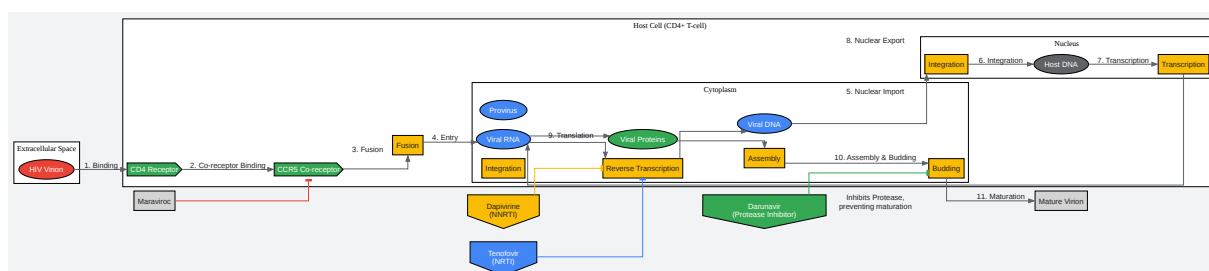 Host Cell (CD4+ T-cell)
8. Nuclear Export
Nucleus
Integration
6. Integration
Host DNA
7. Transcription
Transcription
Cytoplasm
5. Nuclear Import
Provirus
Viral DNA
Extracellular Space
HIV Virion
1. Binding
CD4 Receptor
2. Co-receptor Binding
CCR5 Co-receptor
3. Fusion
Fusion
4. Entry
Viral RNA
9. Translation
Viral Proteins
Integration
Reverse Transcription
Assembly
10. Assembly & Budding
Budding
Maraviroc
Dapivirine
(NNRTI)
Darunavir
(Protease Inhibitor)
Inhibits Protease,
preventing maturation
11. Maturation
Mature Virion
Tenofovir
(NRTI)